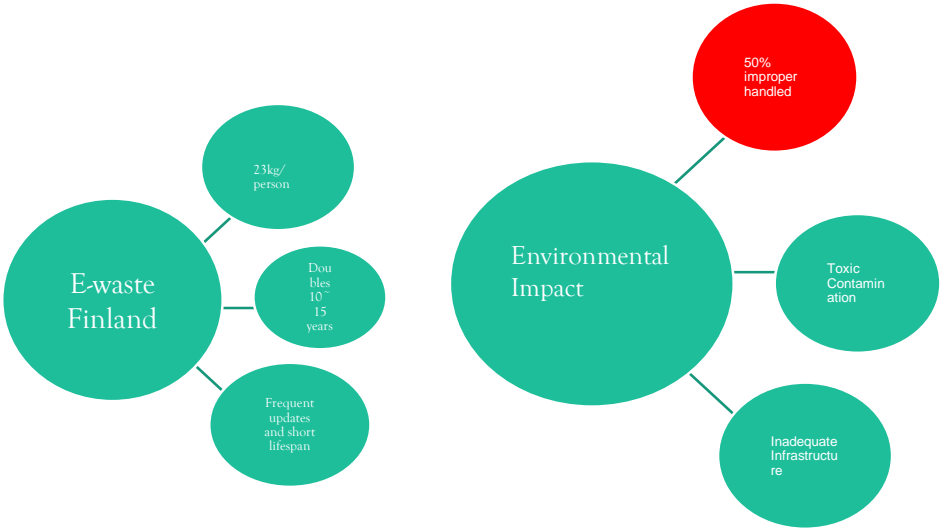 E-waste
Finland
23kg/
person
Dou
bles
10~
15
years
Frequent
updates
and short
lifespan
Environmental
Impact
50%
improper
handled
Toxic
Contamin
ation
Inadequate
Infrastructu
re